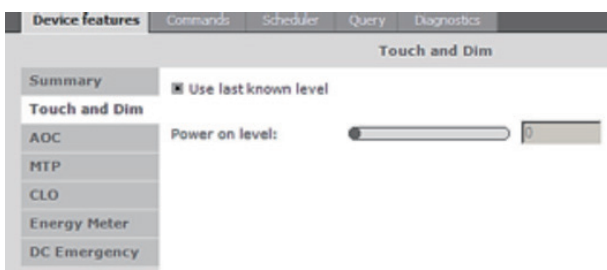 Device features Commands Scheduler Query Diagnostics
Touch and Dim
Summary
Touch and Dim
AOC
MTP
CLO
Energy Meter
DC Emergency
Use last known level
Power on level:
0